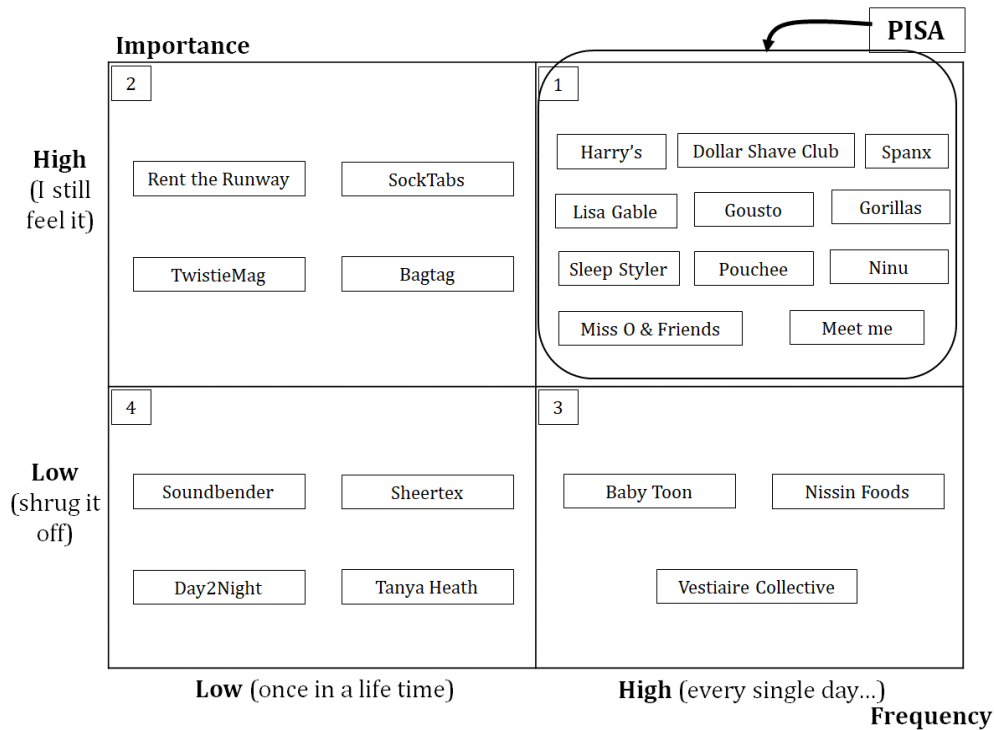 PISA
Importance
2
1
High
(I still
feel it)
Rent the Runway
SockTabs
TwistieMag
Bagtag
Harry's
Dollar Shave Club
Spanx
Lisa Gable
Gousto
Gorillas
Sleep Styler
Pouchee
Ninu
Miss O & Friends
Meet me
4
3
Low
(shrug it
off)
Soundbender
Sheertex
Day2Night
Tanya Heath
Baby Toon
Nissin Foods
Vestiaire Collective
Low (once in a life time)
High (every single day...)
Frequency